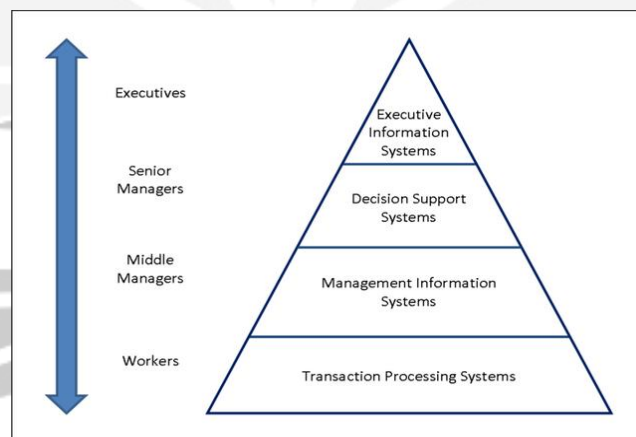 Executives
Executive
Information
Systems
Senior
Managers
Decision Support
Systems
Middle
Managers
Management Information
Systems
Workers
Transaction Processing Systems